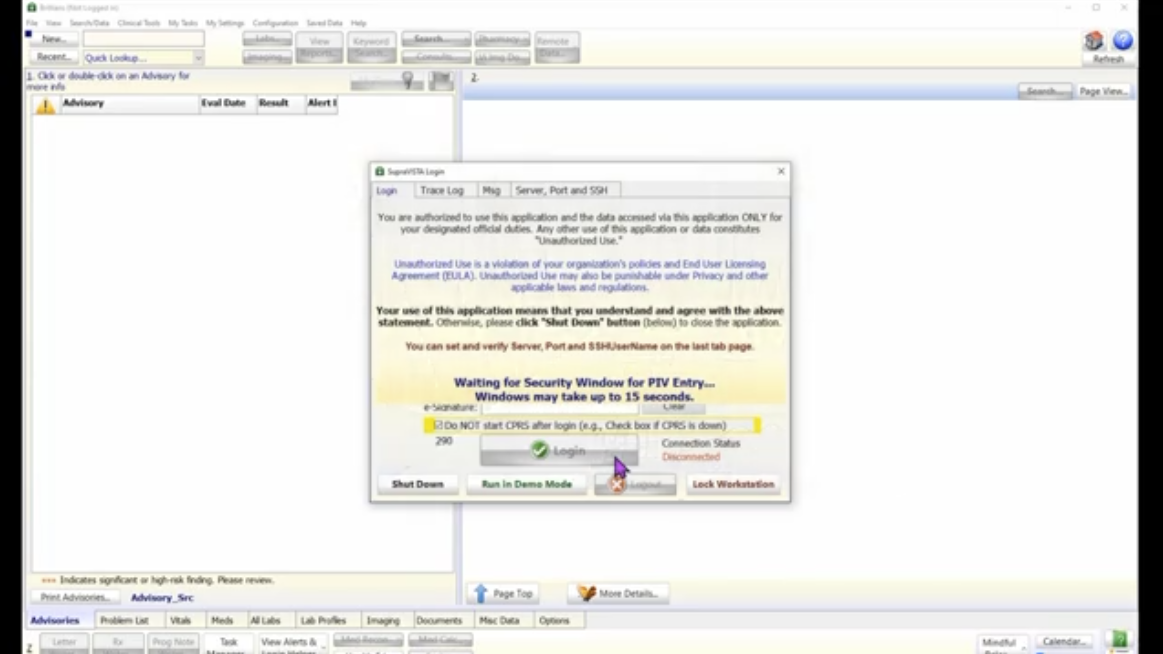 Brillians (Not Logged in)
File View Search/Data Clinical Tools My Tasks My Settings Configuration Saved Data Help
New... Labs... View Keyword Search... Pharmacy... Remote
Reports... Search... Data...
Recent... Quick Lookup... Imaging... Consults... Refresh
1. Click or double-click on an Advisory for
more info
2.
Search... Page View...
Advisory Eval Date Result Alert I
SupraVISTA Login
Login Trace Log Msg Server, Port and SSH
You are authorized to use this application and the data accessed via this application ONLY for
your designated official duties. Any other use of this application or data constitutes
"Unauthorized Use."
Unauthorized Use is a violation of your organization's policies and End User Licensing
Agreement (EULA). Unauthorized Use may also be punishable under Privacy and other
applicable laws and regulations.
Your use of this application means that you understand and agree with the above
statement. Otherwise, please click "Shut Down" button (below) to close the application.
You can set and verify Server, Port and SSHUserName on the last tab page.
Waiting for Security Window for PIV Entry...
Windows may take up to 15 seconds.
e-Signature: Clear
Do NOT start CPRS after login (e.g., Check box if CPRS is down)
290 Login Connection Status
Disconnected
Shut Down Run in Demo Mode Logout Lock Workstation
*** Indicates significant or high-risk finding. Please review.
Print Advisories... Advisory_Src
Page Top More Details...
Advisories Problem List Vitals Meds All Labs Lab Profiles Imaging Documents Misc Data Options
Letter Rx Prog Note Task View Alerts & Med Recon... Med Calc... Mindful Calendar...
Manager